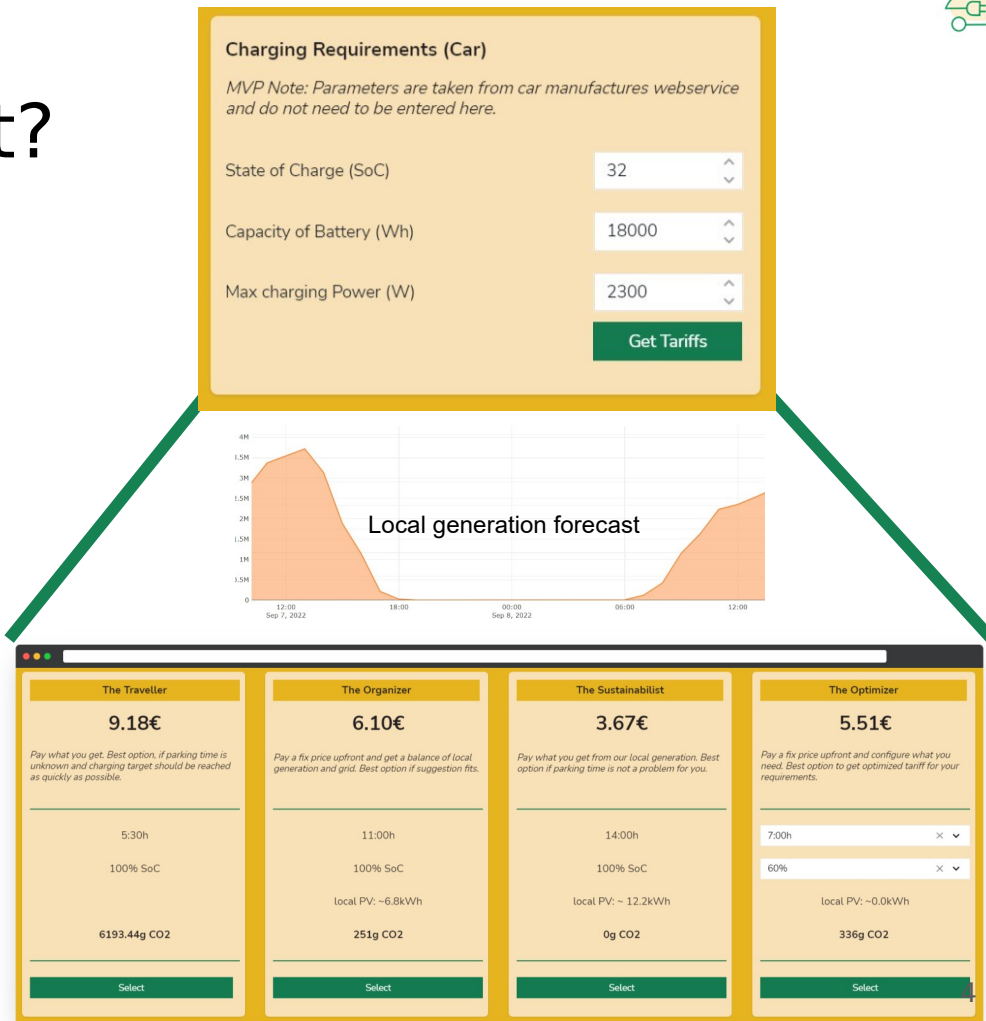 t?
Charging Requirements (Car)
MVP Note: Parameters are taken from car manufactures webservice
and do not need to be entered here.
State of Charge (SoC)
32
Capacity of Battery (Wh)
18000
Max charging Power (W)
2300
Get Tariffs
4M
3M
2M
1M
0
Local generation forecast
12:00
Sep 7, 2022
18:00
00:00
Sep 8, 2022
06:00
12:00
The Traveller
9.18€
Pay what you get. Best option, if parking time is
unknown and charging target should be reached
as quickly as possible.
5:30h
100% SoC
6193.44g CO2
Select
The Organizer
6.10€
Pay a fix price upfront and get a balance of local
generation and grid. Best option if suggestion fits.
11:00h
100% SoC
local PV: ~6.8kWh
251g CO2
Select
The Sustainabilist
3.67€
Pay what you get from our local generation. Best
option if parking time is not a problem for you.
14:00h
100% SoC
local PV: ~ 12.2kWh
0g CO2
Select
The Optimizer
5.51€
Pay a fix price upfront and configure what you
need. Best option to get optimized tariff for your
requirements.
7:00h
60%
local PV: ~0.0kWh
336g CO2
Select
4